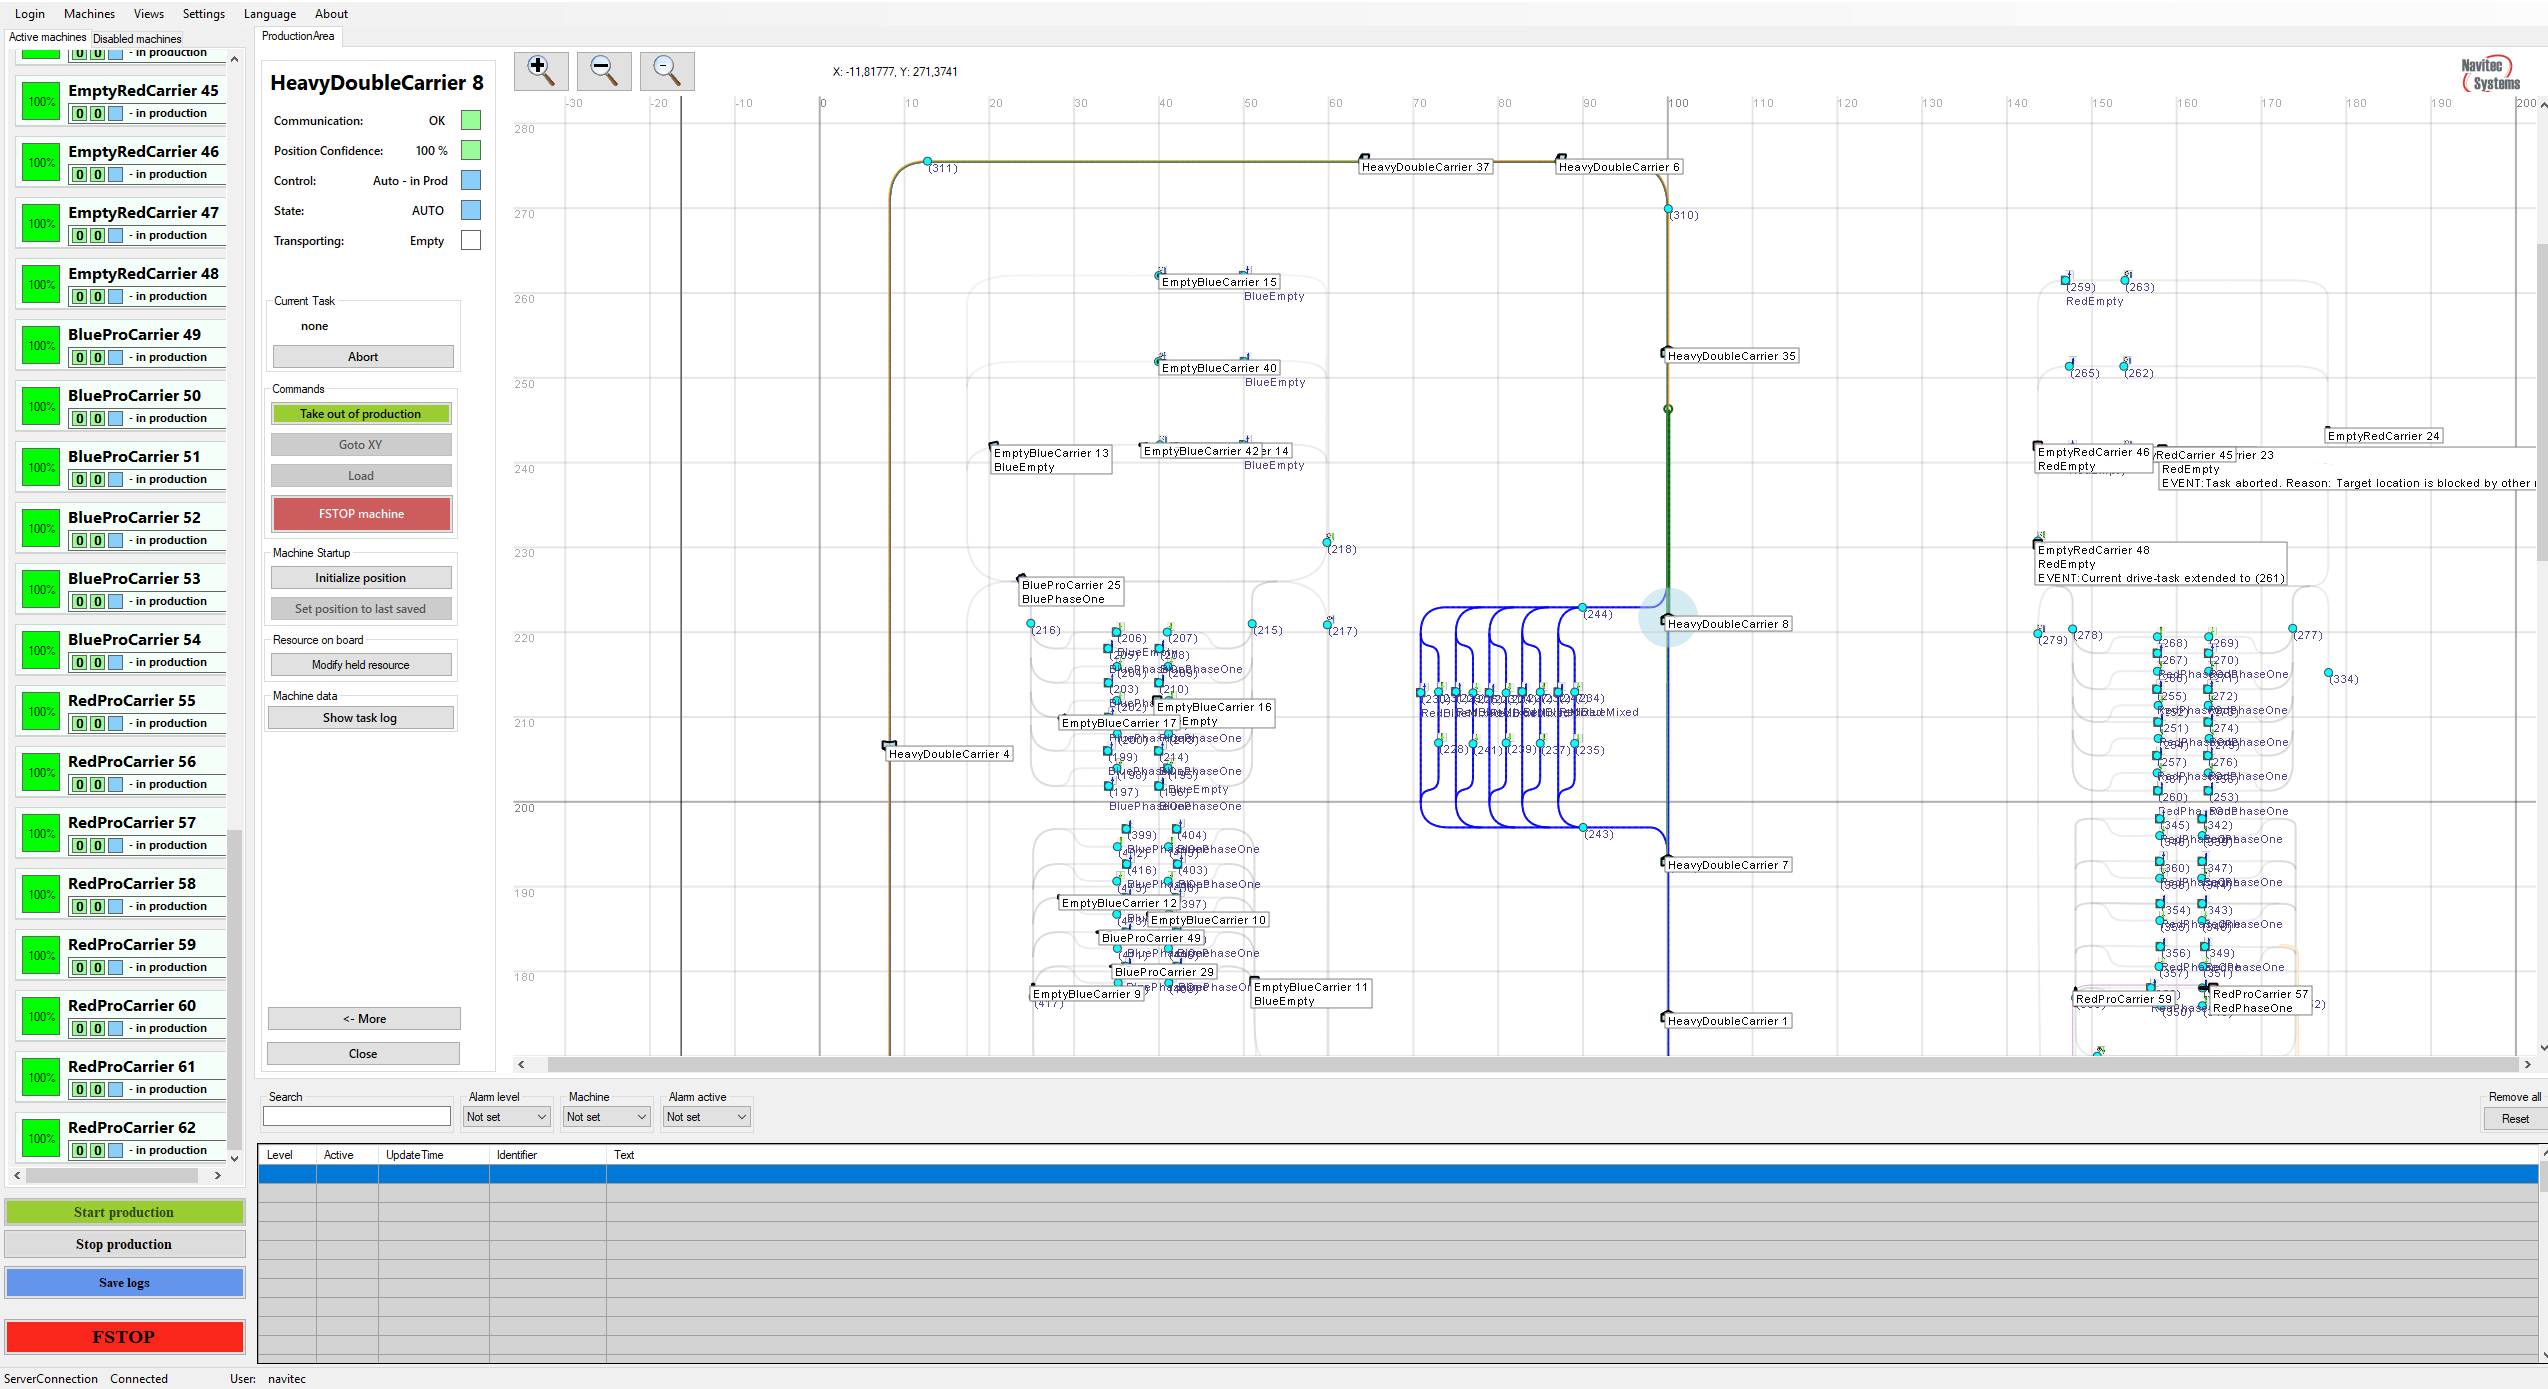 Login Machines Views Settings Language About
Active machines Disabled machines
0 0 - in production
100% EmptyRedCarrier 45
0 0 - in production
100% EmptyRedCarrier 46
0 0 - in production
100% EmptyRedCarrier 47
0 0 - in production
100% EmptyRedCarrier 48
0 0 - in production
100% BlueProCarrier 49
0 0 - in production
100% BlueProCarrier 50
0 0 - in production
100% BlueProCarrier 51
0 0 - in production
100% BlueProCarrier 52
0 0 - in production
100% BlueProCarrier 53
0 0 - in production
100% BlueProCarrier 54
0 0 - in production
100% RedProCarrier 55
0 0 - in production
100% RedProCarrier 56
0 0 - in production
100% RedProCarrier 57
0 0 - in production
100% RedProCarrier 58
0 0 - in production
100% RedProCarrier 59
0 0 - in production
100% RedProCarrier 60
0 0 - in production
100% RedProCarrier 61
0 0 - in production
100% RedProCarrier 62
0 0 - in production
Start production
Stop production
Save logs
FSTOP
ServerConnection Connected User: navitec
ProductionArea
HeavyDoubleCarrier 8
Communication: OK
Position Confidence: 100 %
Control: Auto - in Prod
State: AUTO
Transporting: Empty
Current Task
none
Abort
Commands
Take out of production
Goto XY
Load
FSTOP machine
Machine Startup
Initialize position
Set position to last saved
Resource on board
Modify held resource
Machine data
Show task log
<- More
Close
X: -11,81777, Y: 271,3741
Navitec
Systems
-30 -20 -10 0 10 20 30 40 50 60 70 80 90 100 110 120 130 140 150 160 170 180 190 200
280
270
260
250
240
230
220
210
200
190
180
(311)
HeavyDoubleCarrier 37
HeavyDoubleCarrier 6
(310)
EmptyBlueCarrier 15
BlueEmpty
(259) (263)
RedEmpty
HeavyDoubleCarrier 35
EmptyBlueCarrier 40
BlueEmpty
(265) (262)
EmptyRedCarrier 24
EmptyBlueCarrier 13
BlueEmpty
EmptyBlueCarrier 42 er 14
BlueEmpty
EmptyRedCarrier 46
RedEmpty
yRedCarrier 45 rier 23
RedEmpty
EVENT:Task aborted. Reason: Target location is blocked by other
(218)
EmptyRedCarrier 48
RedEmpty
EVENT:Current drive-task extended to (261)
BlueProCarrier 25
BluePhaseOne
(216) (206) (207) (215) (217)
(244)
HeavyDoubleCarrier 8
(279) (278) (268) (269) (277)
(267) (270)
(334)
(203) (210)
(255) (272)
EmptyBlueCarrier 16
Empty
EmptyBlueCarrier 17
(251) (274)
(228) (241) (239) (237) (235)
HeavyDoubleCarrier 4
(199) (214)
(257) (276)
(197)
BlueEmpty
(260) (253)
(399) (404)
(243)
(345) (342)
HeavyDoubleCarrier 7
(416) (403)
(360) (347)
EmptyBlueCarrier 12
(397)
EmptyBlueCarrier 10
(354) (343)
BlueProCarrier 49
(356) (349)
BlueProCarrier 29
EmptyBlueCarrier 9
(417)
EmptyBlueCarrier 11
BlueEmpty
RedProCarrier 59
RedProCarrier 57
RedPhaseOne
HeavyDoubleCarrier 1
Search Alarm level Machine Alarm active Remove all
Not set Not set Not set Reset
Level Active UpdateTime Identifier Text